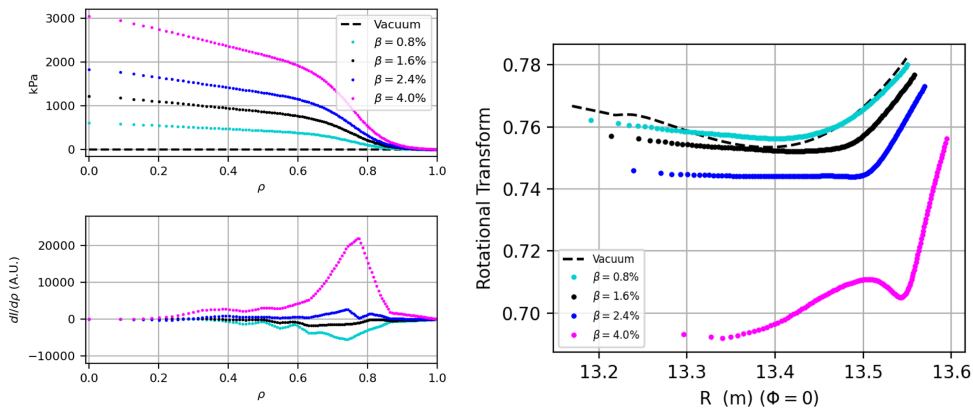 kPa
3000
2000
1000
0
0.0 0.2 0.4 0.6 0.8 1.0
ρ
Vacuum
β = 0.8%
β = 1.6%
β = 2.4%
β = 4.0%
dI/dρ (A.U.)
20000
10000
0
−10000
0.0 0.2 0.4 0.6 0.8 1.0
ρ
Rotational Transform
0.78
0.76
0.74
0.72
0.70
Vacuum
β = 0.8%
β = 1.6%
β = 2.4%
β = 4.0%
13.2 13.3 13.4 13.5 13.6
R (m) (Φ = 0)